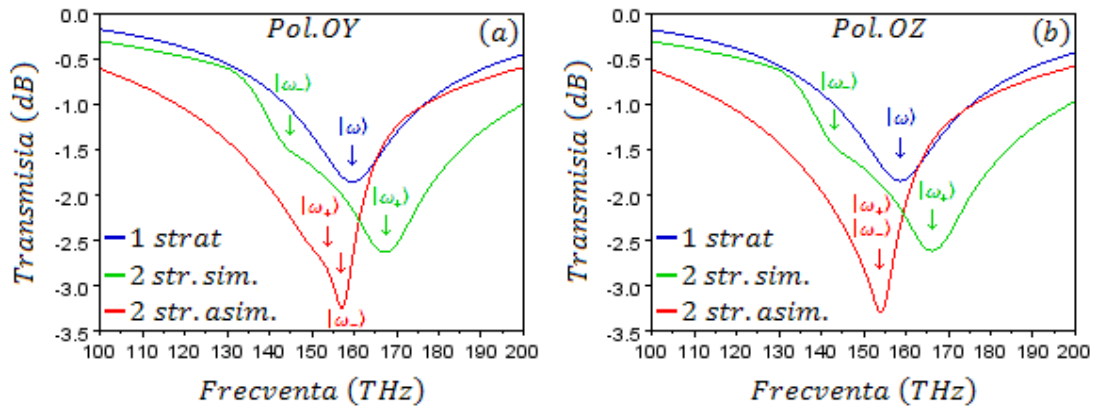 Pol.OY (a)
Transmisia (dB)
0.0
-0.5
-1.0
-1.5
-2.0
-2.5
-3.0
-3.5
|ω₋⟩
|ω⟩
|ω₊⟩
|ω₊⟩
|ω₋⟩
1 strat
2 str.sim.
2 str.asim.
100 110 120 130 140 150 160 170 180 190 200
Frecventa (THz)
Pol.OZ (b)
Transmisia (dB)
0.0
-0.5
-1.0
-1.5
-2.0
-2.5
-3.0
-3.5
|ω₋⟩
|ω⟩
|ω₊⟩
|ω₊⟩
|ω₋⟩
1 strat
2 str.sim.
2 str.asim.
100 110 120 130 140 150 160 170 180 190 200
Frecventa (THz)